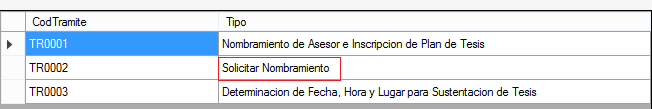 CodTramite Tipo
TR0001 Nombramiento de Asesor e Inscripcion de Plan de Tesis
TR0002 Solicitar Nombramiento
TR0003 Determinacion de Fecha, Hora y Lugar para Sustentacion de Tesis